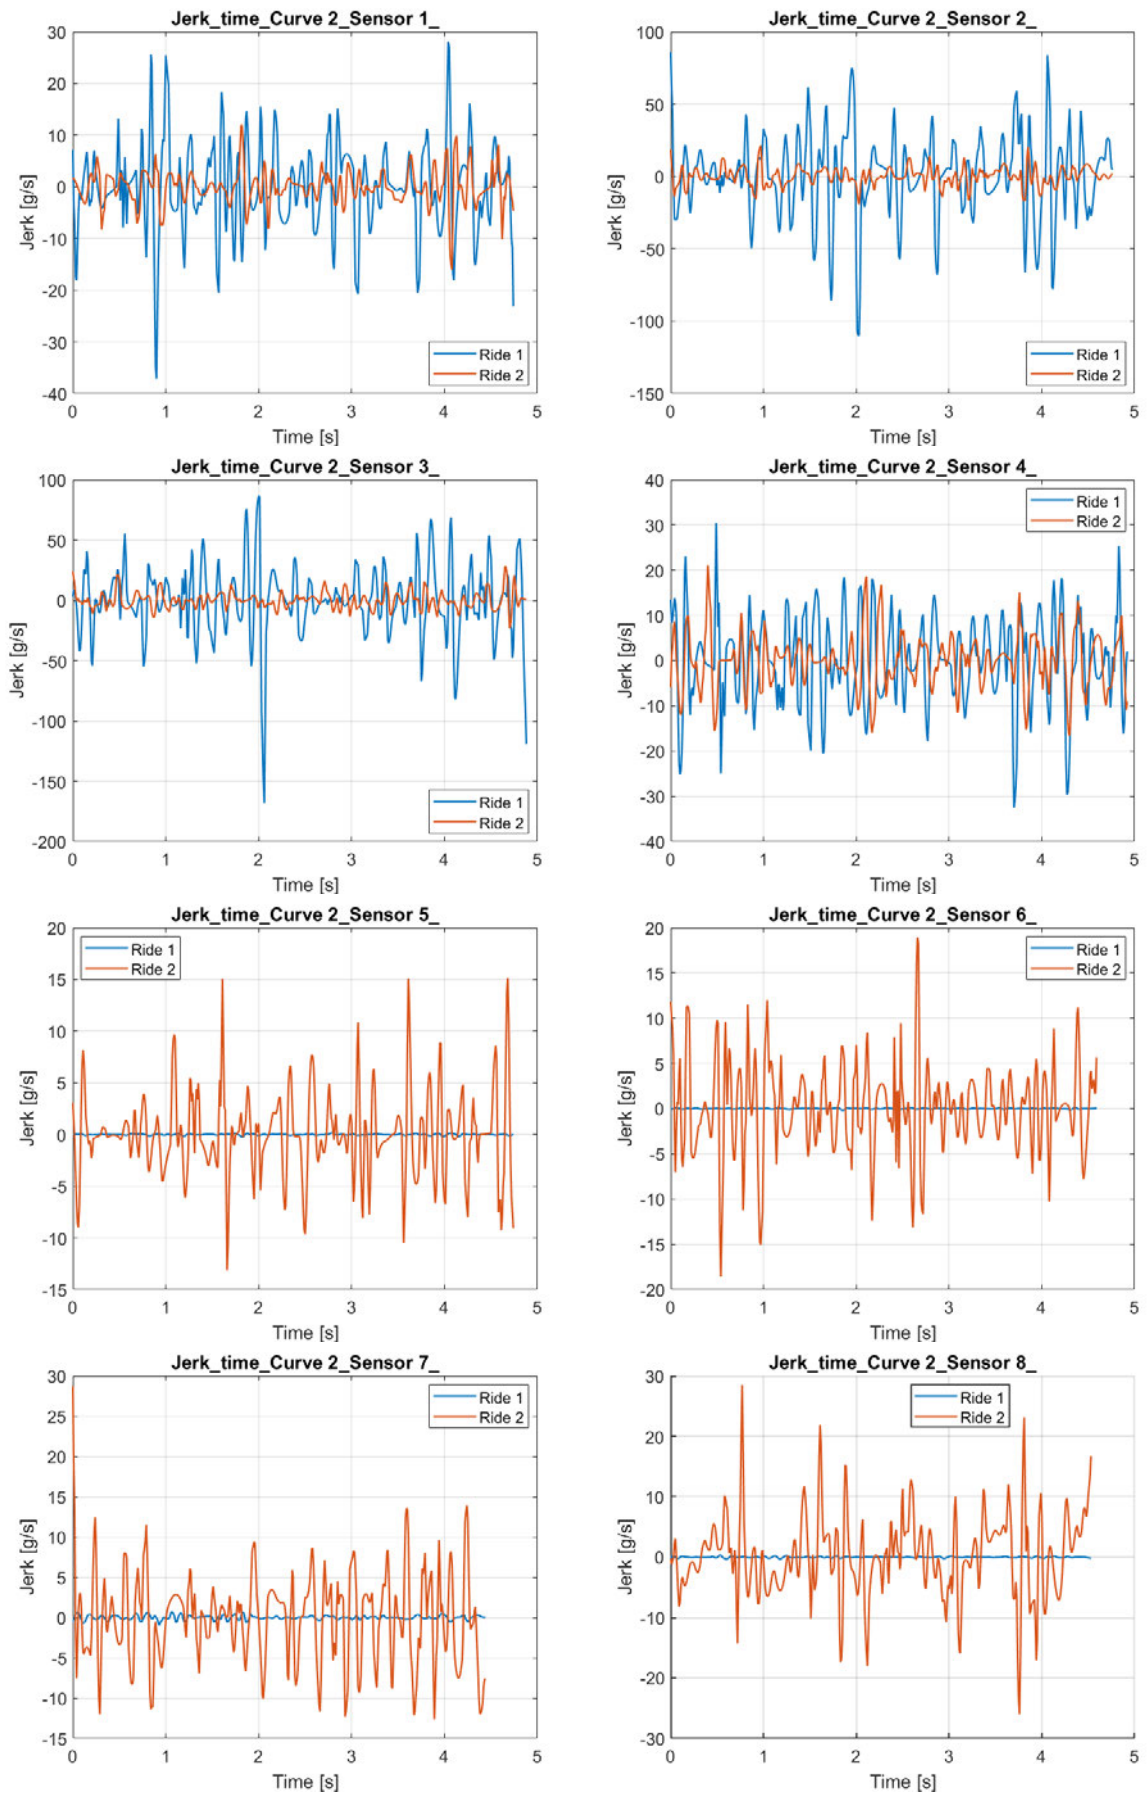 Jerk_time_Curve 2_Sensor 1_
30
20
10
0
-10
-20
-30
-40
Jerk [g/s]
Ride 1
Ride 2
0 1 2 3 4 5
Time [s]
Jerk_time_Curve 2_Sensor 2_
100
50
0
-50
-100
-150
Jerk [g/s]
Ride 1
Ride 2
0 1 2 3 4 5
Time [s]
Jerk_time_Curve 2_Sensor 3_
100
50
0
-50
-100
-150
-200
Jerk [g/s]
Ride 1
Ride 2
0 1 2 3 4 5
Time [s]
Jerk_time_Curve 2_Sensor 4_
40
30
20
10
0
-10
-20
-30
-40
Jerk [g/s]
Ride 1
Ride 2
0 1 2 3 4 5
Time [s]
Jerk_time_Curve 2_Sensor 5_
20
15
10
5
0
-5
-10
-15
Jerk [g/s]
Ride 1
Ride 2
0 1 2 3 4 5
Time [s]
Jerk_time_Curve 2_Sensor 6_
20
15
10
5
0
-5
-10
-15
-20
Jerk [g/s]
Ride 1
Ride 2
0 1 2 3 4 5
Time [s]
Jerk_time_Curve 2_Sensor 7_
30
25
20
15
10
5
0
-5
-10
-15
Jerk [g/s]
Ride 1
Ride 2
0 1 2 3 4 5
Time [s]
Jerk_time_Curve 2_Sensor 8_
30
20
10
0
-10
-20
-30
Jerk [g/s]
Ride 1
Ride 2
0 1 2 3 4 5
Time [s]